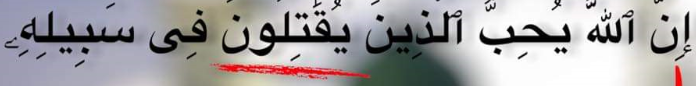 إِنَّ ٱللَّهَ يُحِبُّ ٱلَّذِينَ يُقَٰتِلُونَ فِى سَبِيلِهِۦ